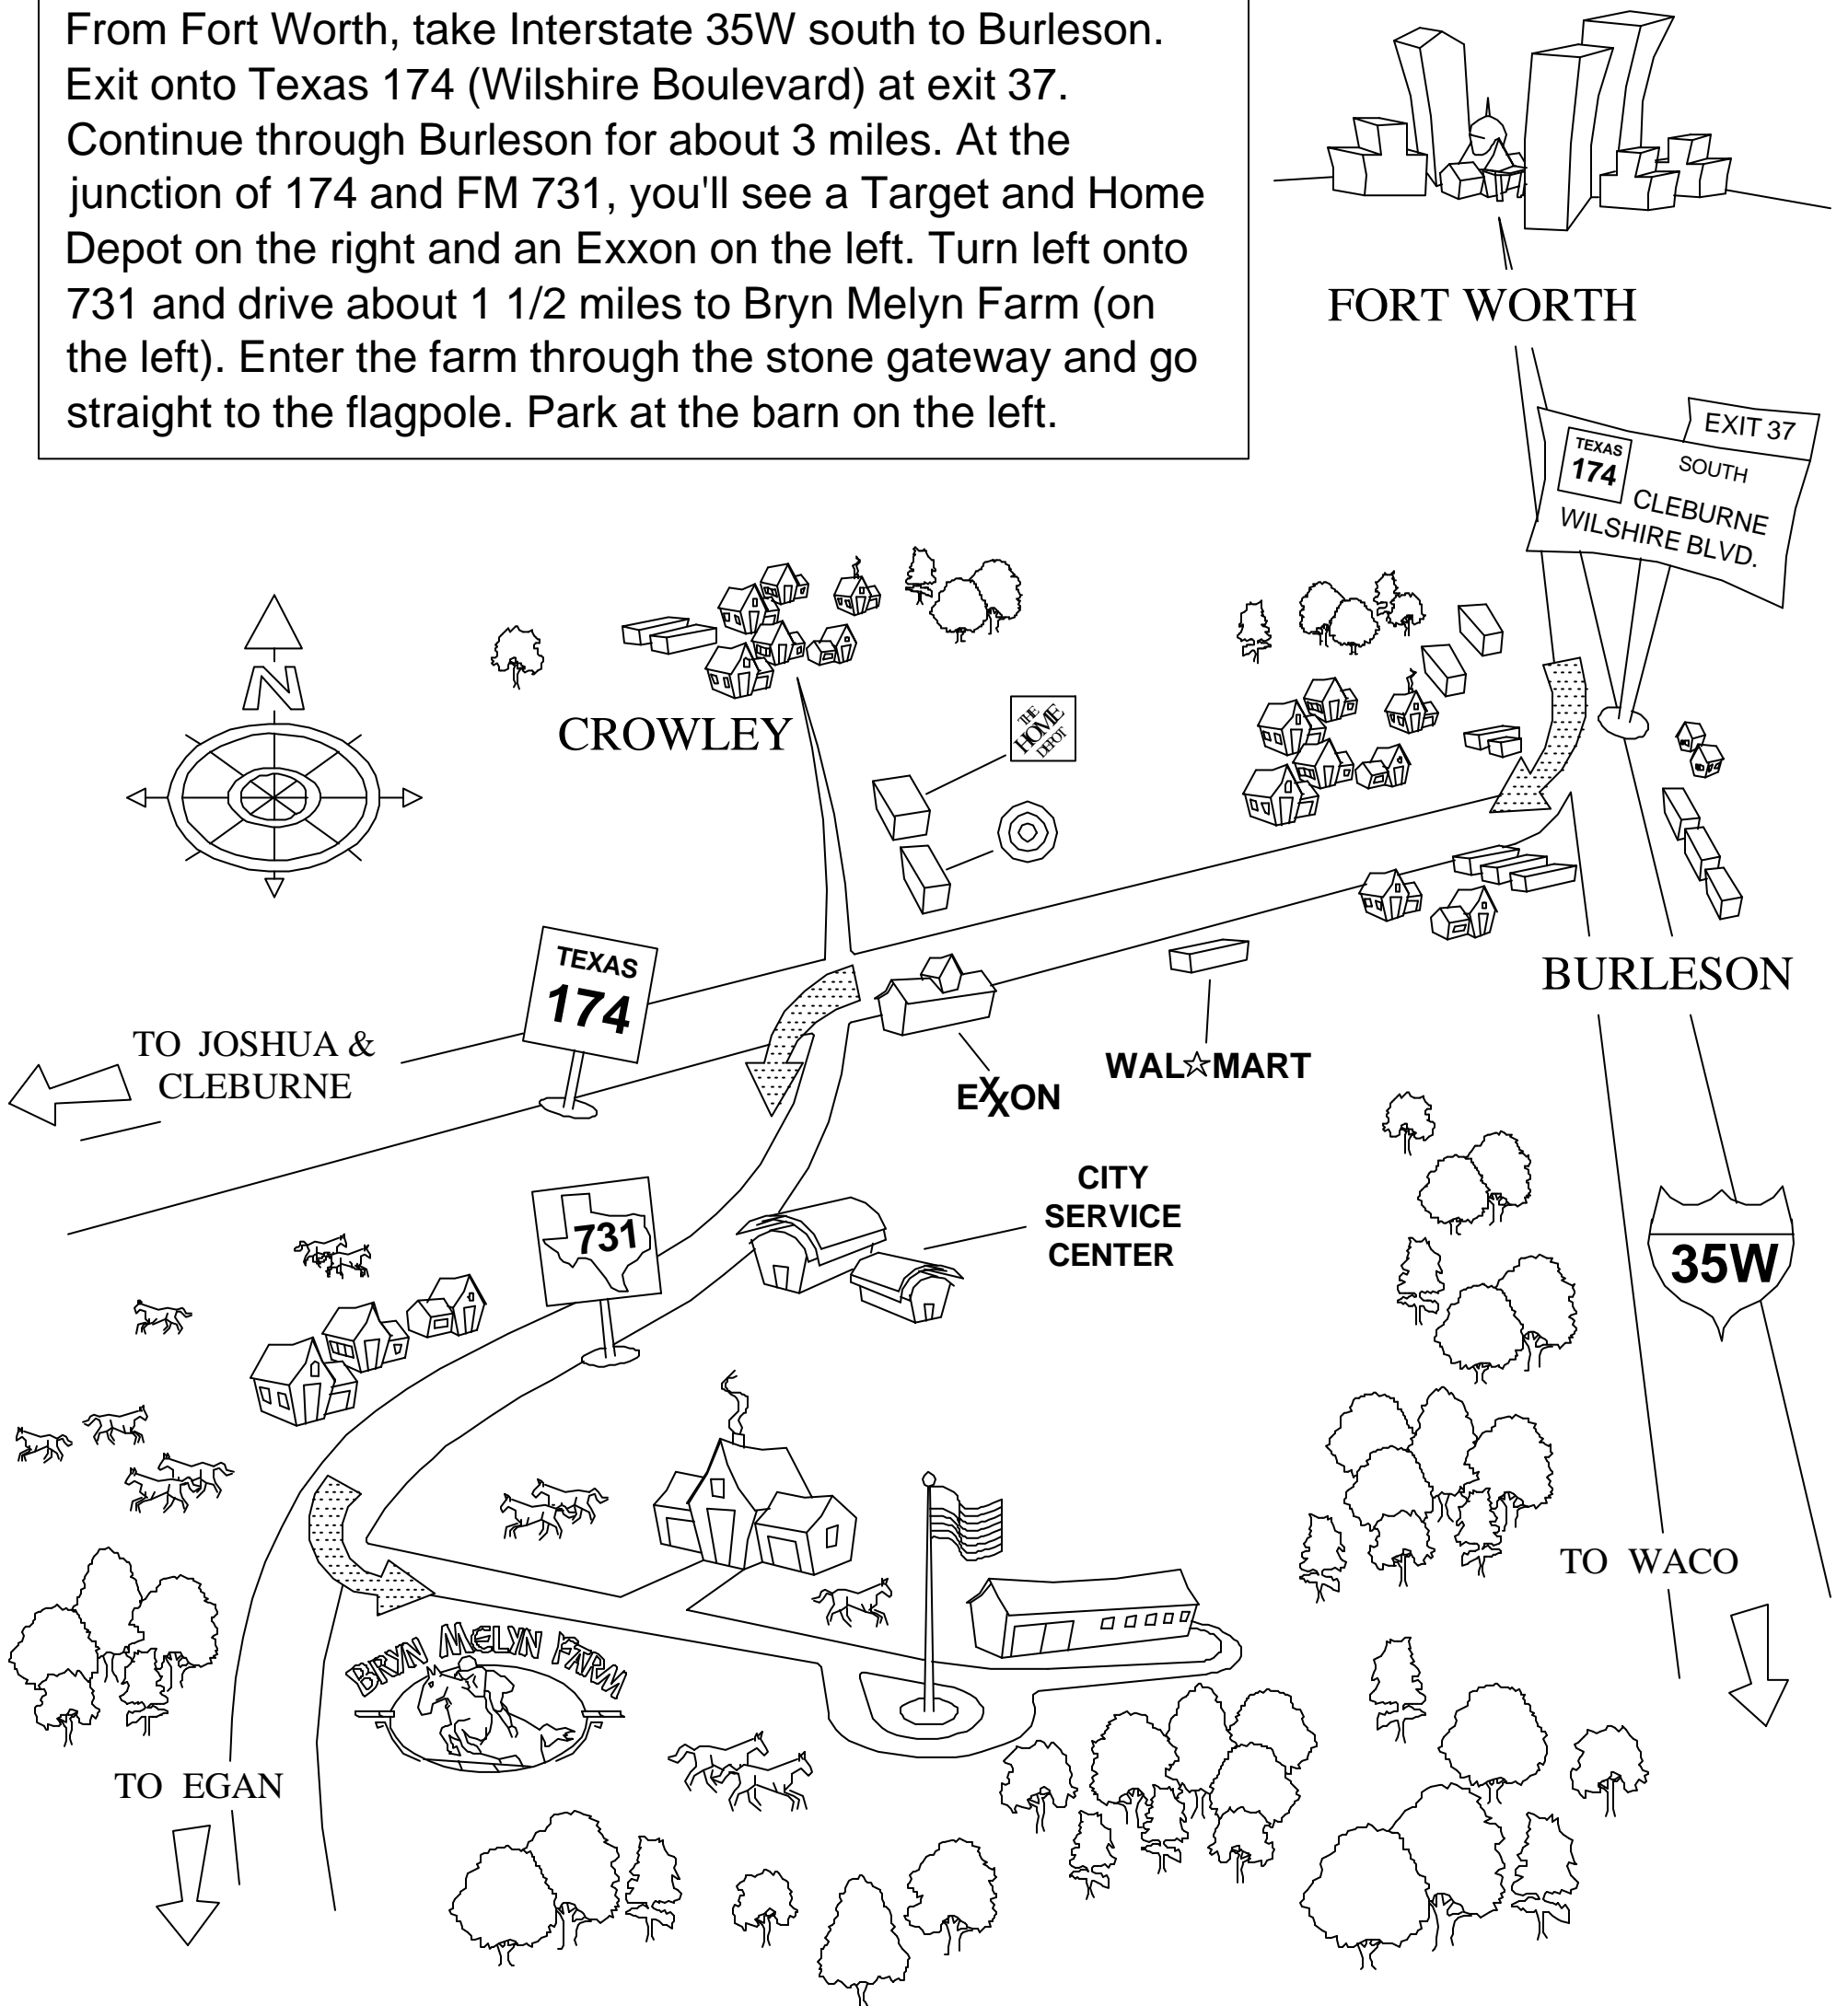 From Fort Worth, take Interstate 35W south to Burleson.
Exit onto Texas 174 (Wilshire Boulevard) at exit 37.
Continue through Burleson for about 3 miles. At the
junction of 174 and FM 731, you'll see a Target and Home
Depot on the right and an Exxon on the left. Turn left onto
731 and drive about 1 1/2 miles to Bryn Melyn Farm (on
the left). Enter the farm through the stone gateway and go
straight to the flagpole. Park at the barn on the left.
FORT WORTH
EXIT 37
TEXAS
174
SOUTH
CLEBURNE
WILSHIRE BLVD.
N
CROWLEY
THE
HOME
DEPOT
TEXAS
174
BURLESON
TO JOSHUA &
CLEBURNE
EXXON
WAL☆MART
CITY
SERVICE
CENTER
731
35W
TO WACO
BRYN MELYN FARM
TO EGAN